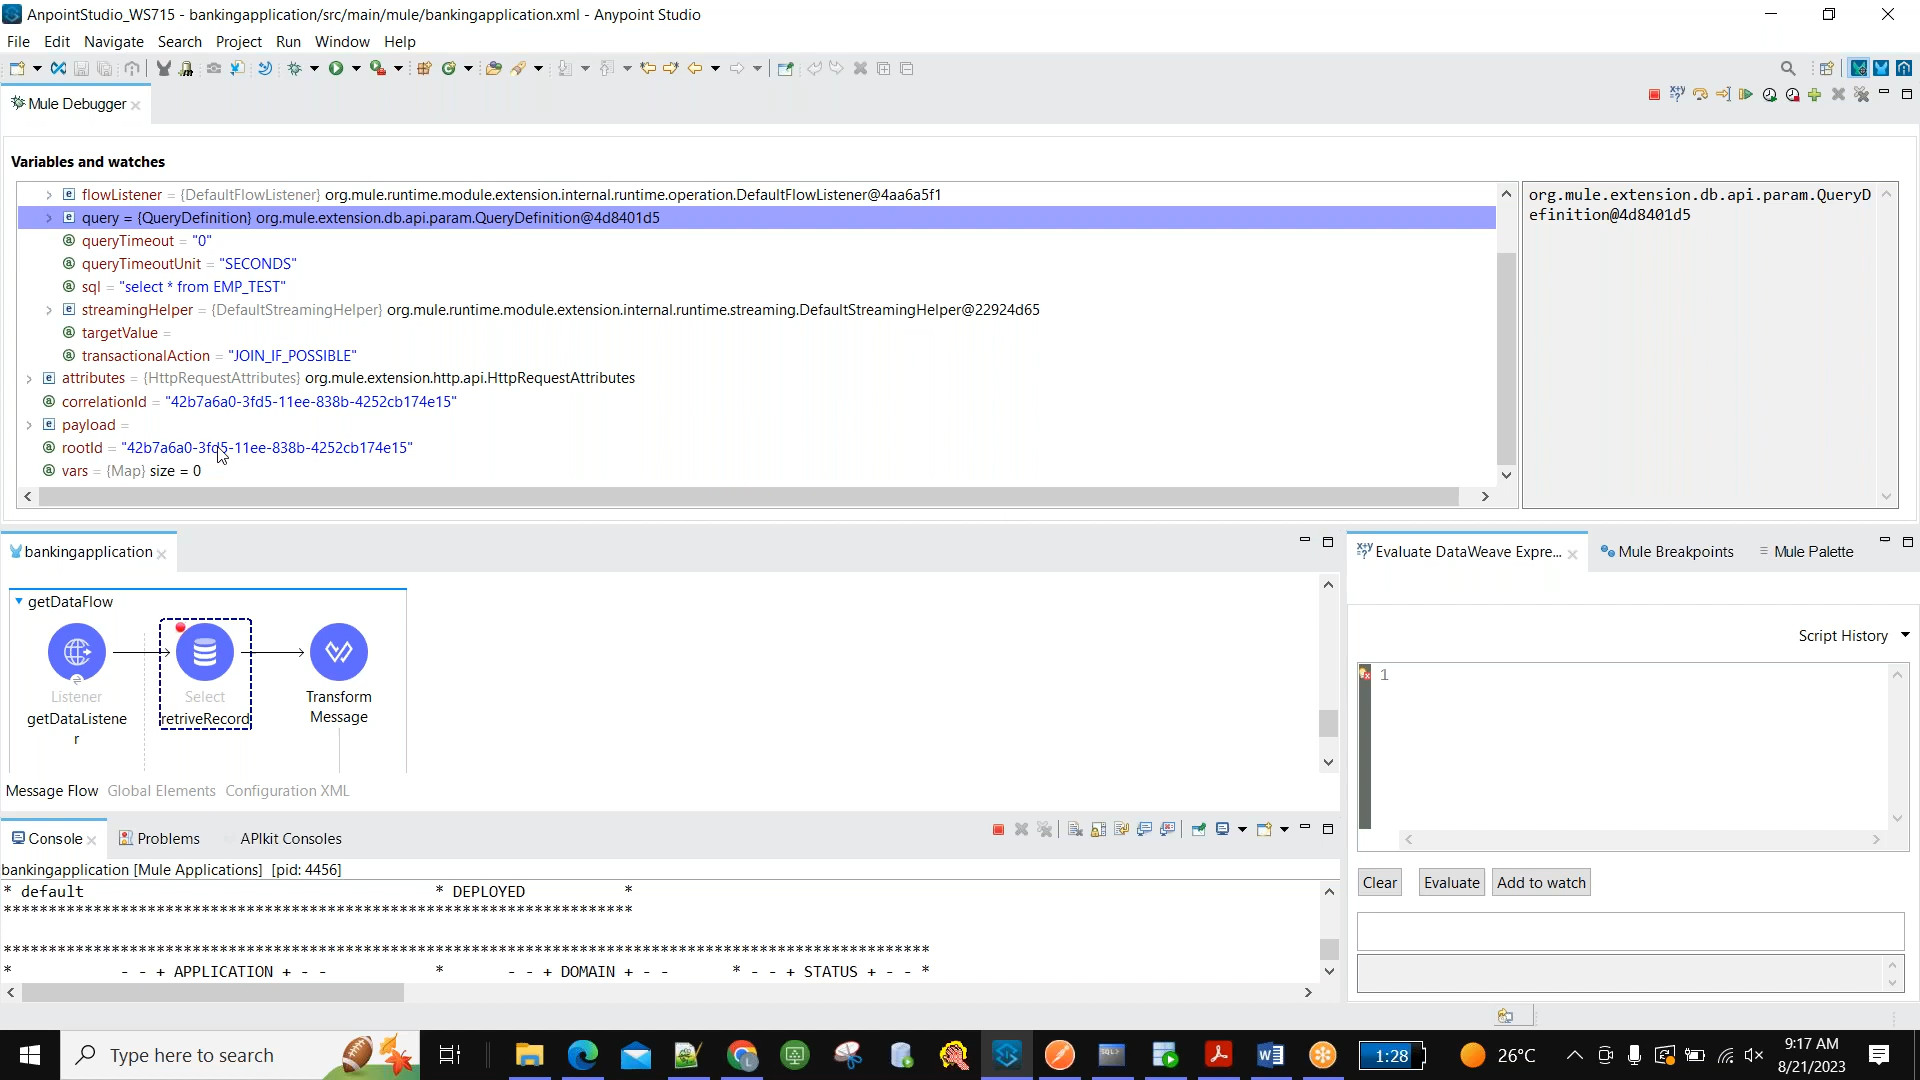 AnpointStudio_WS715 - bankingapplication/src/main/mule/bankingapplication.xml - Anypoint Studio
File Edit Navigate Search Project Run Window Help
Mule Debugger
Variables and watches
flowListener = {DefaultFlowListener} org.mule.runtime.module.extension.internal.runtime.operation.DefaultFlowListener@4aa6a5f1
query = {QueryDefinition} org.mule.extension.db.api.param.QueryDefinition@4d8401d5
queryTimeout = "0"
queryTimeoutUnit = "SECONDS"
sql = "select * from EMP_TEST"
streamingHelper = {DefaultStreamingHelper} org.mule.runtime.module.extension.internal.runtime.streaming.DefaultStreamingHelper@22924d65
targetValue =
transactionalAction = "JOIN_IF_POSSIBLE"
attributes = {HttpRequestAttributes} org.mule.extension.http.api.HttpRequestAttributes
correlationId = "42b7a6a0-3fd5-11ee-838b-4252cb174e15"
payload =
rootId = "42b7a6a0-3fd5-11ee-838b-4252cb174e15"
vars = {Map} size = 0
org.mule.extension.db.api.param.QueryD
efinition@4d8401d5
bankingapplication
getDataFlow
Listener
getDataListene
r
Select
retriveRecord
Transform
Message
Message Flow Global Elements Configuration XML
Evaluate DataWeave Expre... Mule Breakpoints Mule Palette
Script History
1
Clear Evaluate Add to watch
Console Problems APIkit Consoles
bankingapplication [Mule Applications] [pid: 4456]
* default * DEPLOYED *
**********************************************************************
*******************************************************************************************************
* - - + APPLICATION + - - * - - + DOMAIN + - - * - - + STATUS + - - *
Type here to search
1:28
26°C
9:17 AM
8/21/2023